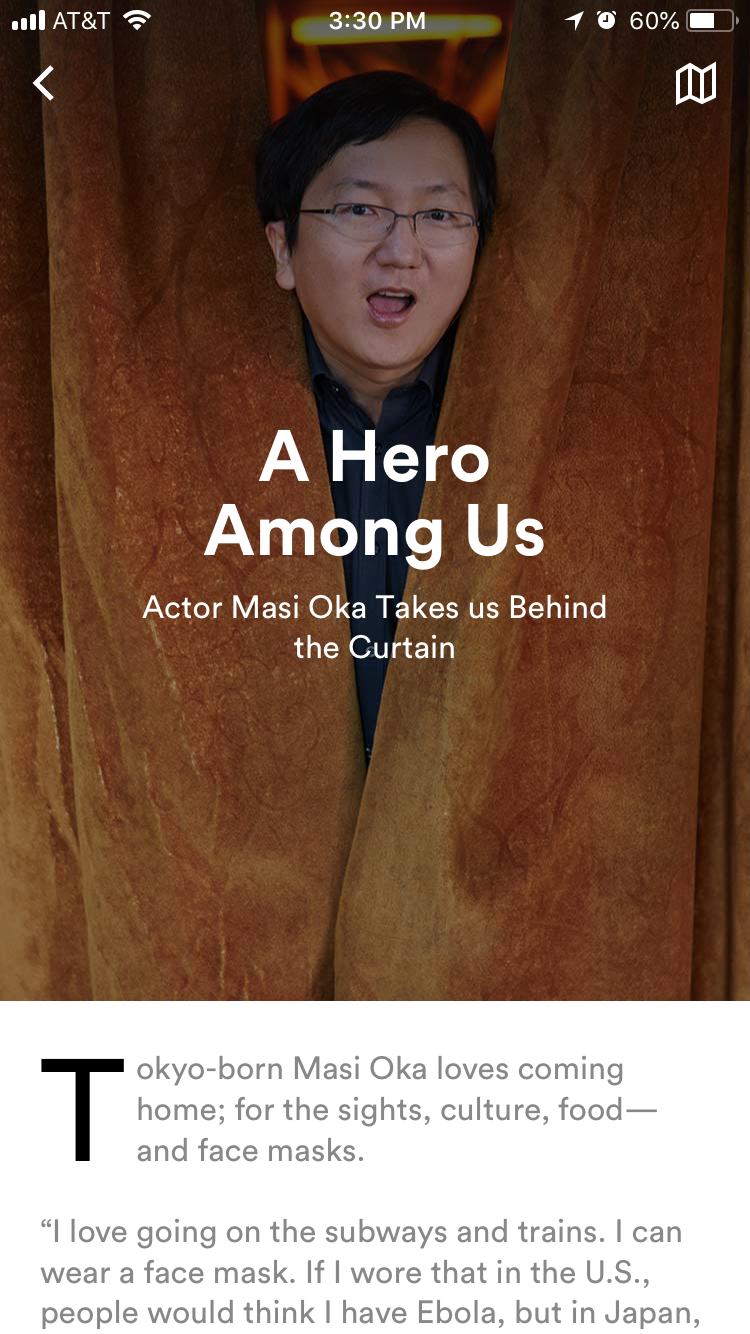 AT&T 3:30 PM 60%
A Hero
Among Us
Actor Masi Oka Takes us Behind
the Curtain
Tokyo-born Masi Oka loves coming
home; for the sights, culture, food—
and face masks.
“I love going on the subways and trains. I can
wear a face mask. If I wore that in the U.S.,
people would think I have Ebola, but in Japan,